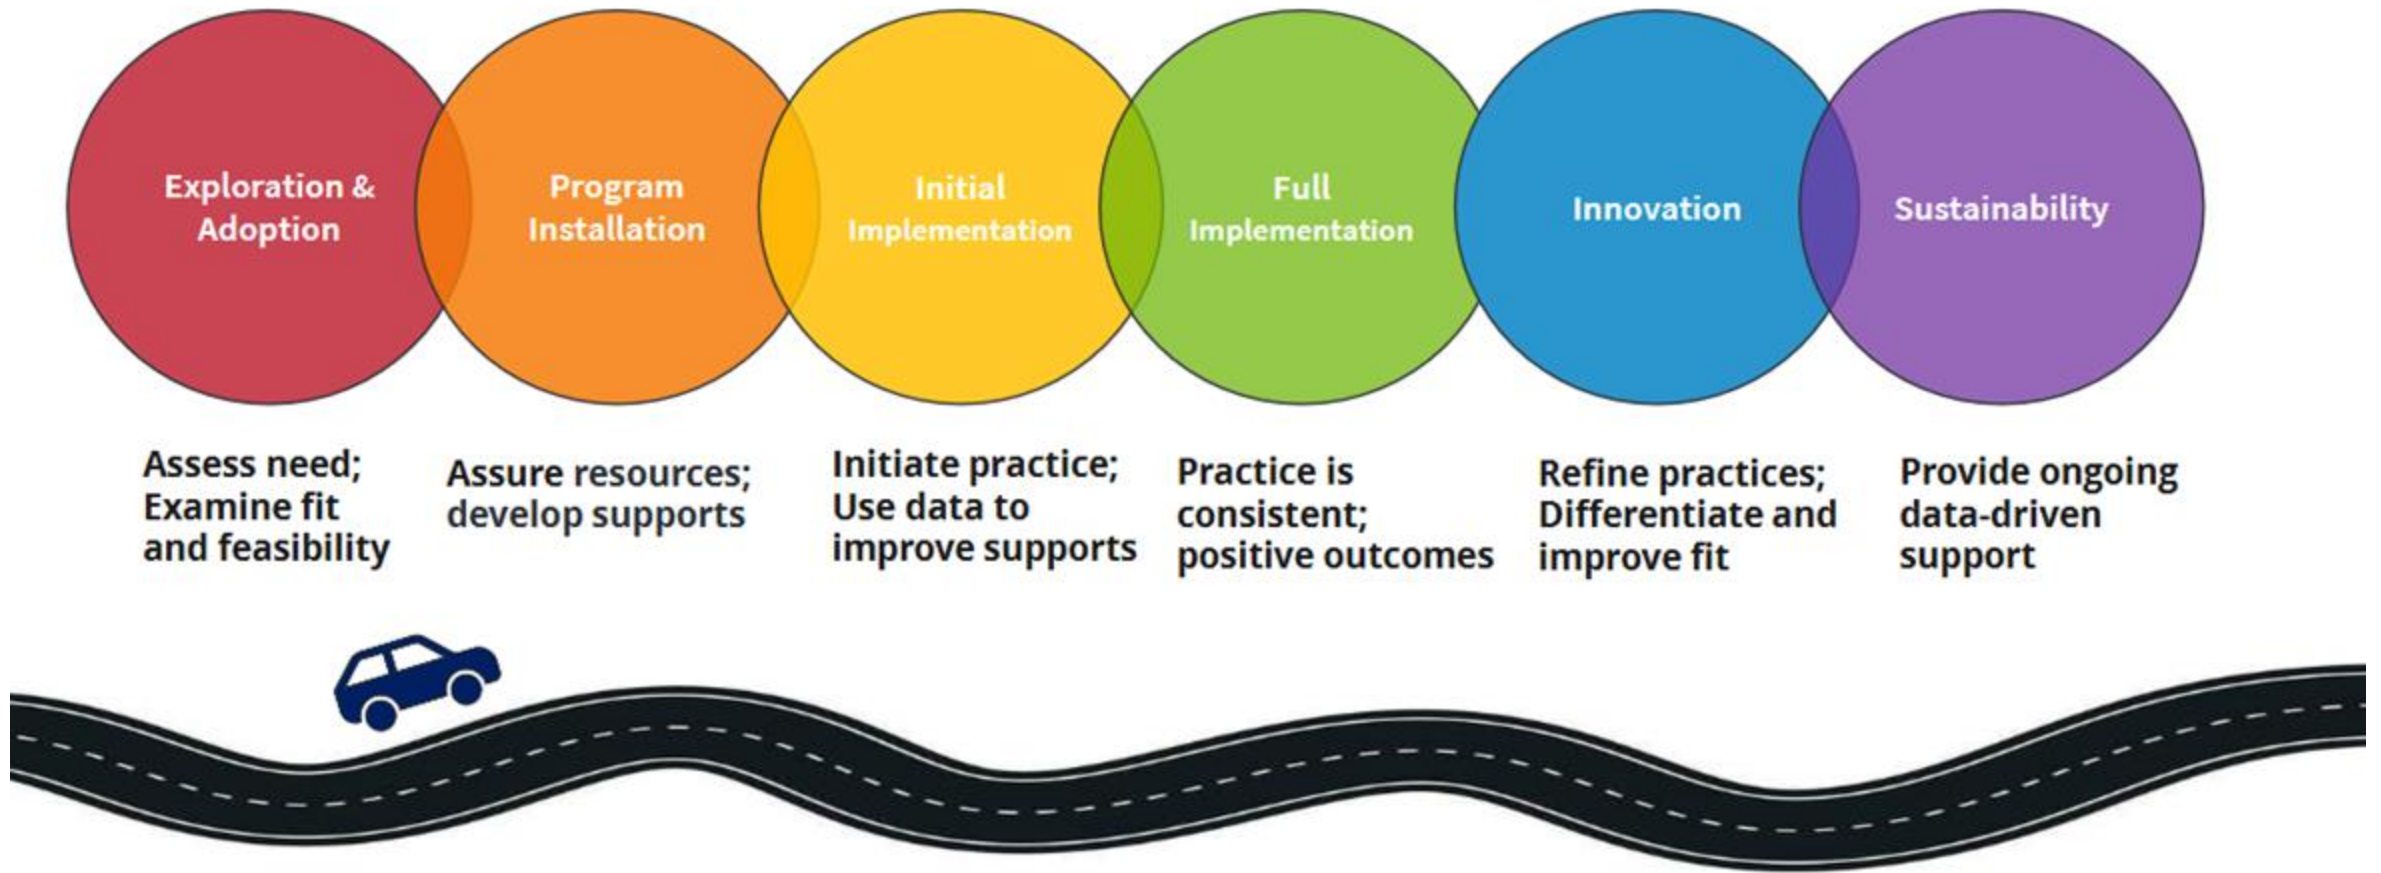 Exploration &
Adoption
Program
Installation
Initial
Implementation
Full
Implementation
Innovation
Sustainability
Assess need;
Examine fit
and feasibility
Assure resources;
develop supports
Initiate practice;
Use data to
improve supports
Practice is
consistent;
positive outcomes
Refine practices;
Differentiate and
improve fit
Provide ongoing
data-driven
support